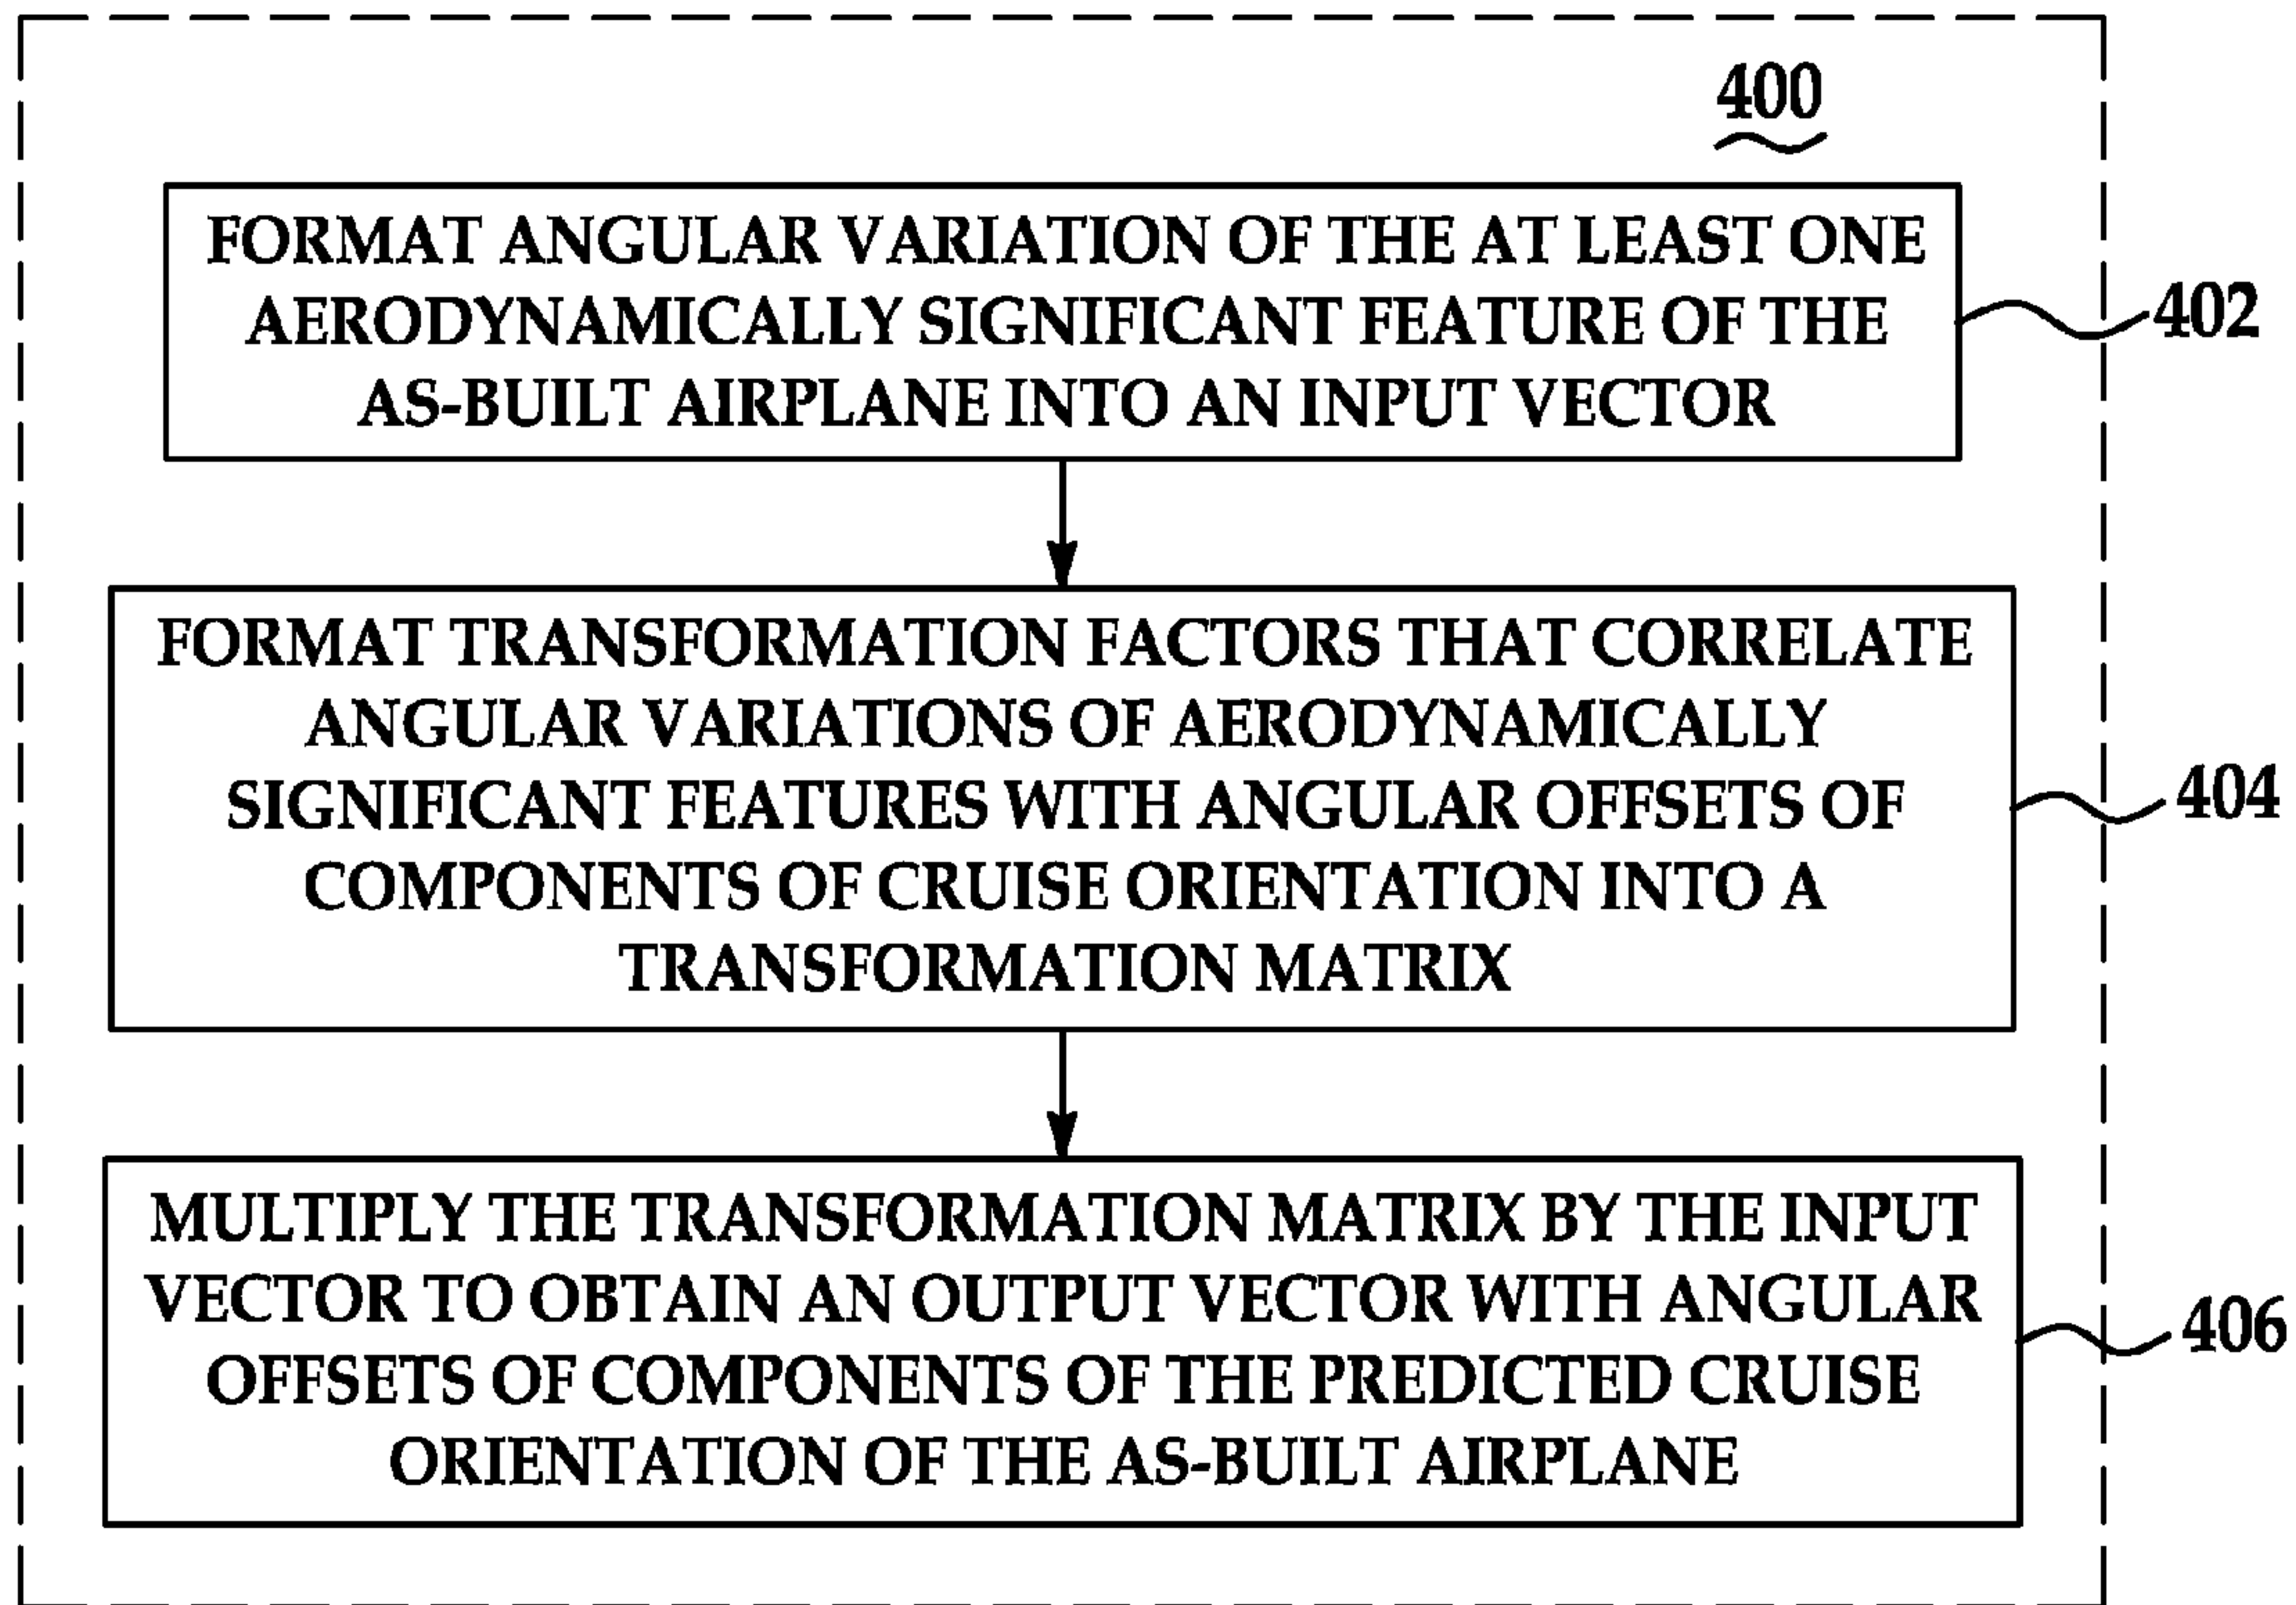 400
FORMAT ANGULAR VARIATION OF THE AT LEAST ONE
AERODYNAMICALLY SIGNIFICANT FEATURE OF THE
AS-BUILT AIRPLANE INTO AN INPUT VECTOR
402
FORMAT TRANSFORMATION FACTORS THAT CORRELATE
ANGULAR VARIATIONS OF AERODYNAMICALLY
SIGNIFICANT FEATURES WITH ANGULAR OFFSETS OF
COMPONENTS OF CRUISE ORIENTATION INTO A
TRANSFORMATION MATRIX
404
MULTIPLY THE TRANSFORMATION MATRIX BY THE INPUT
VECTOR TO OBTAIN AN OUTPUT VECTOR WITH ANGULAR
OFFSETS OF COMPONENTS OF THE PREDICTED CRUISE
ORIENTATION OF THE AS-BUILT AIRPLANE
406